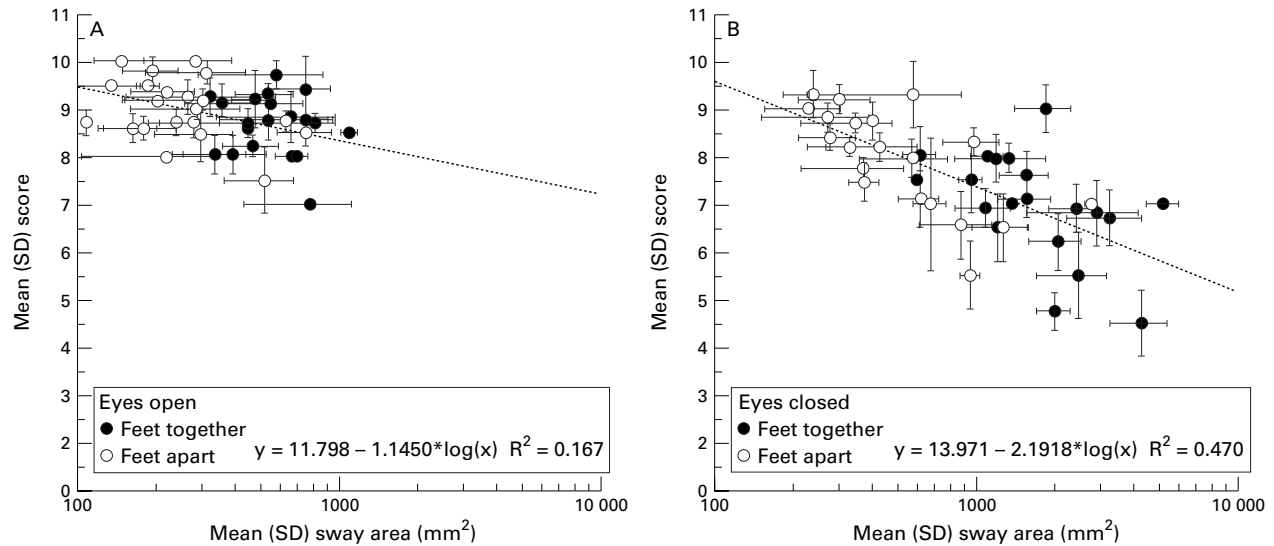 11
10
9
8
7
6
5
4
3
2
0
Mean (SD) score
A
Eyes open
Feet together
Feet apart
y = 11.798 – 1.1450*log(x) R² = 0.167
100
1000
10 000
Mean (SD) sway area (mm²)
11
10
9
8
7
6
5
4
3
2
0
Mean (SD) score
B
Eyes closed
Feet together
Feet apart
y = 13.971 – 2.1918*log(x) R² = 0.470
100
1000
10 000
Mean (SD) sway area (mm²)